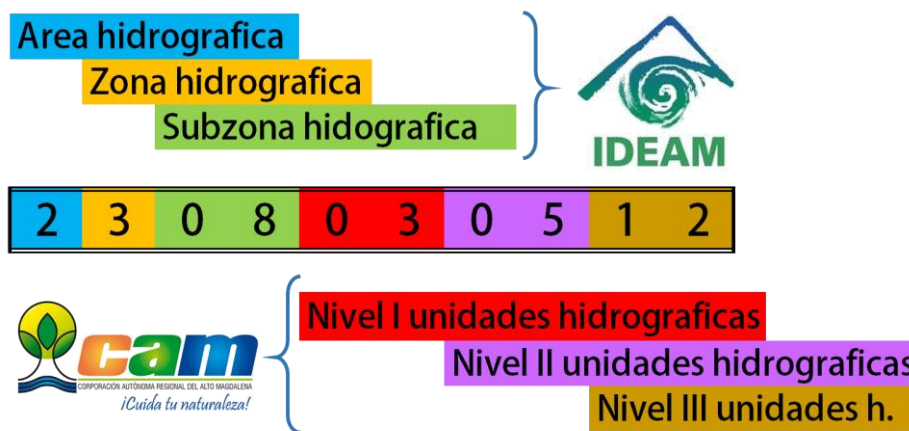 Area hidrografica
Zona hidrografica
Subzona hidografica
IDEAM
2 3 0 8 0 3 0 5 1 2
Nivel I unidades hidrograficas
cam
CORPORACIÓN AUTÓNOMA REGIONAL DEL ALTO MAGDALENA
¡Cuida tu naturaleza!
Nivel II unidades hidrograficas
Nivel III unidades h.